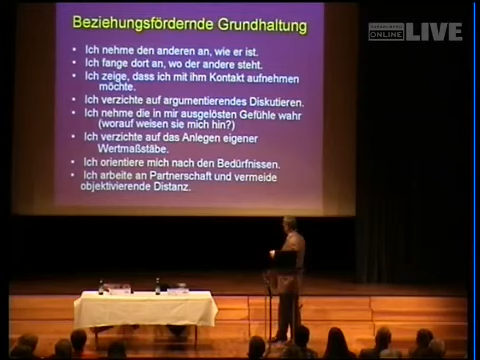 Beziehungsfördernde Grundhaltung
• Ich nehme den anderen an, wie er ist.
• Ich fange dort an, wo der andere steht.
• Ich zeige, dass ich mit ihm Kontakt aufnehmen
möchte.
• Ich verzichte auf argumentierendes Diskutieren.
• Ich nehme die in mir ausgelösten Gefühle wahr
(worauf weisen sie mich hin?)
• Ich verzichte auf das Anlegen eigener
Wertmaßstäbe.
• Ich orientiere mich nach den Bedürfnissen.
• Ich arbeite an Partnerschaft und vermeide
objektivierende Distanz.
ONLINE LIVE